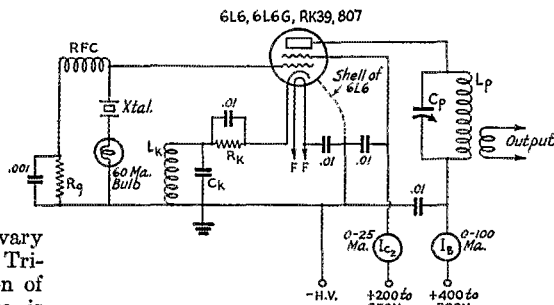 6L6, 6L6G, RK39, 807
RFC
Shell of
6L6
Xtal.
.01
Lk
Rk
Ck
Cp
Lp
Output
.001
Rg
60 Ma.
Bulb
F F
.01
.01
.01
0-25
Ma.
Ic2
0-100
Ma.
IB
-H.V.
+200 to
+400 to
vary
Tri-
n of
is